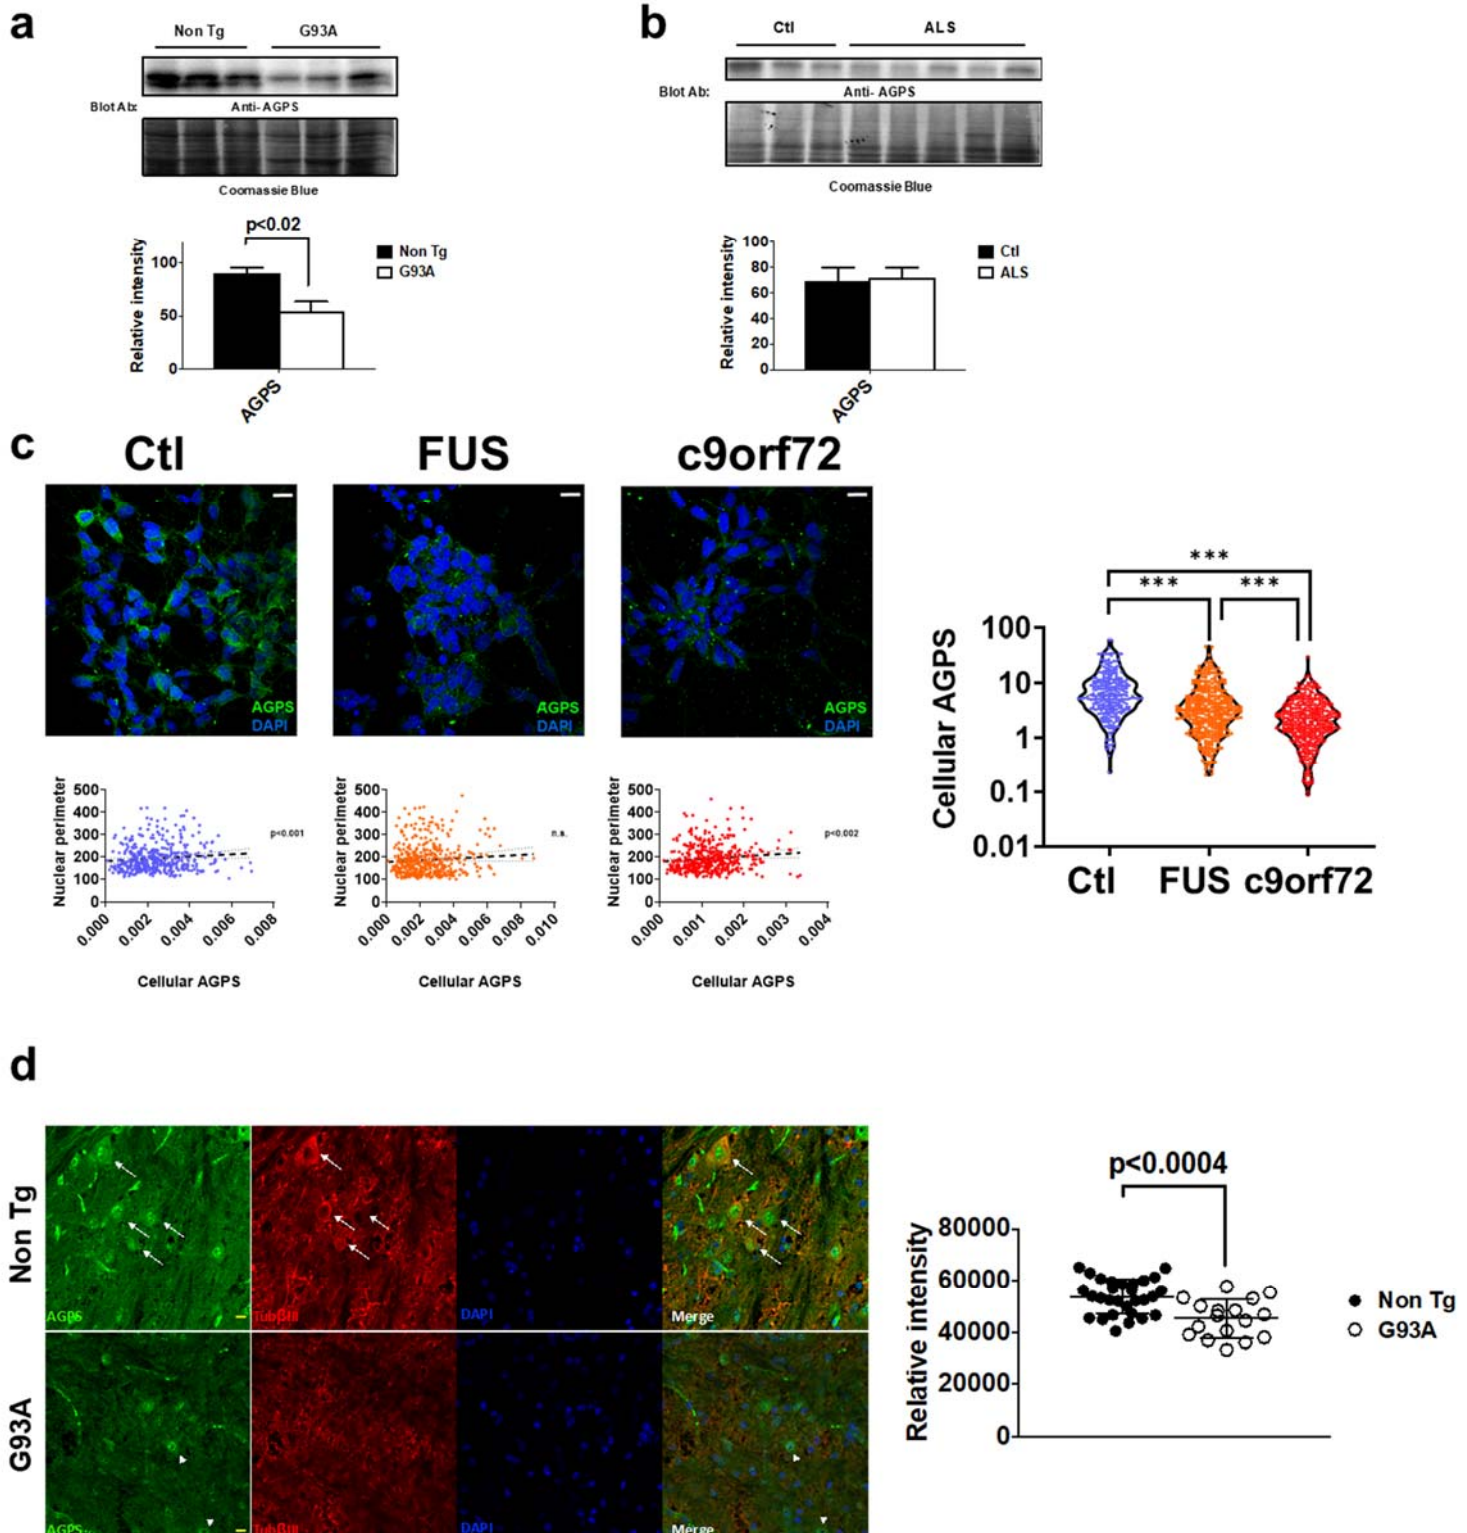 a
Non Tg G93A
Blot Ab: Anti- AGPS
Coomassie Blue
p<0.02
Relative intensity
100
50
0
Non Tg
G93A
AGPS
b
Ctl ALS
Blot Ab: Anti- AGPS
Coomassie Blue
Relative intensity
100
80
60
40
20
0
Ctl
ALS
AGPS
c
Ctl FUS c9orf72
AGPS
DAPI
AGPS
DAPI
AGPS
DAPI
Nuclear perimeter
500
400
300
200
100
0
p<0.001
0.000 0.002 0.004 0.006 0.008
Cellular AGPS
Nuclear perimeter
500
400
300
200
100
0
n.s.
0.000 0.002 0.004 0.006 0.008 0.010
Cellular AGPS
Nuclear perimeter
500
400
300
200
100
0
p<0.002
0.000 0.001 0.002 0.003 0.004
Cellular AGPS
***
*** ***
Cellular AGPS
100
10
1
0.1
0.01
Ctl FUS c9orf72
d
Non Tg
AGPS TubβIII DAPI Merge
G93A
AGPS TubβIII DAPI Merge
p<0.0004
Relative intensity
80000
60000
40000
20000
0
Non Tg
G93A